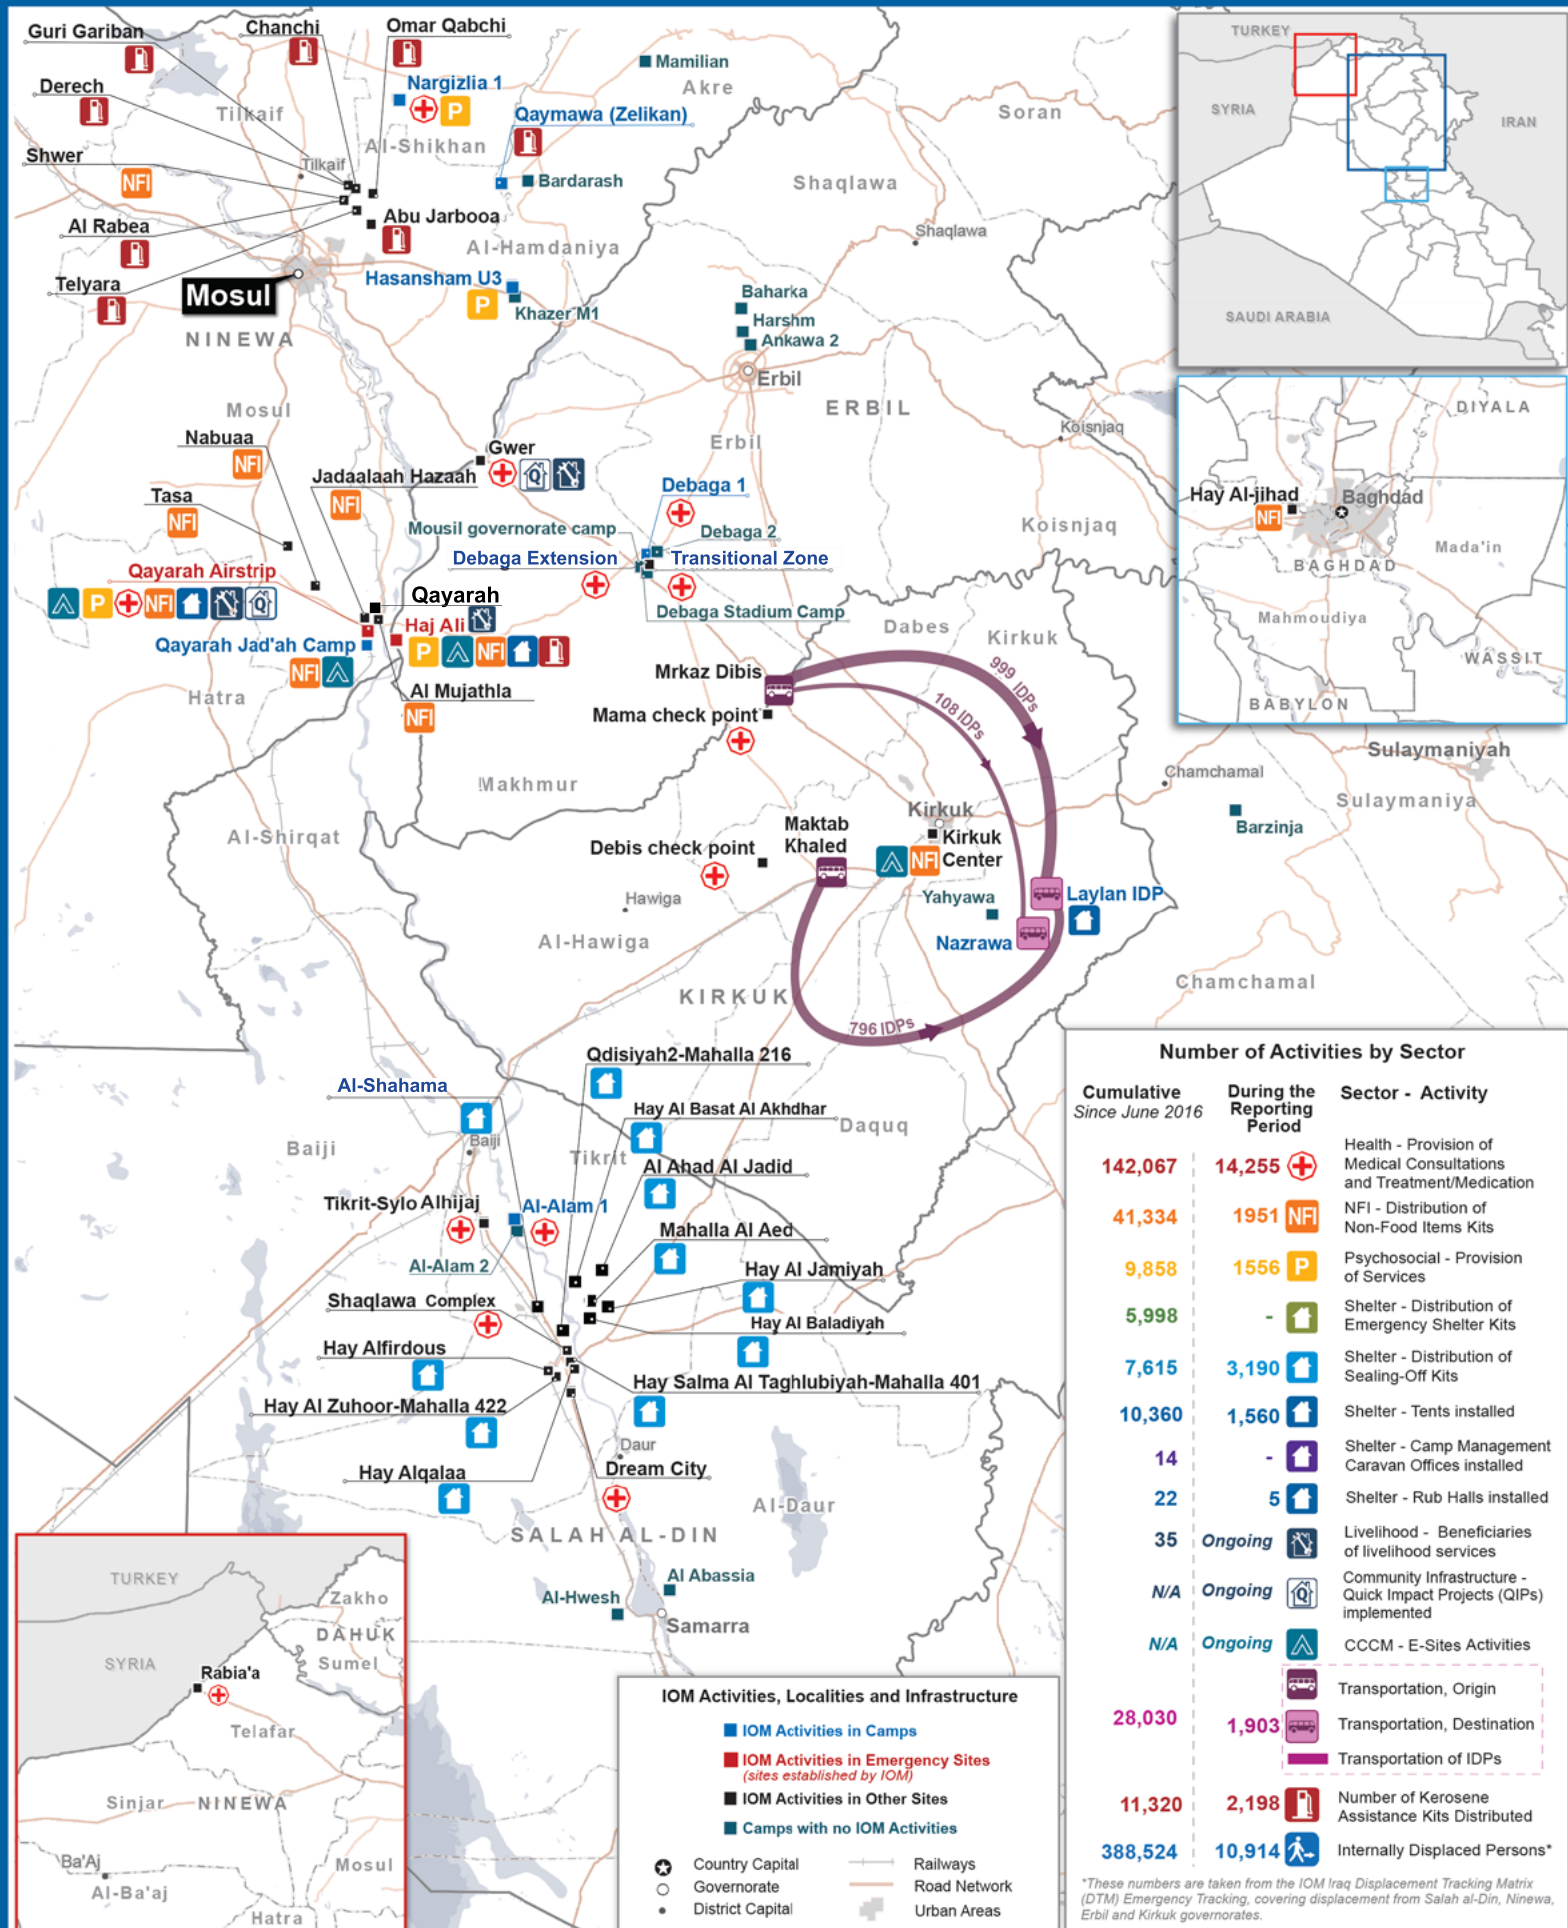 Guri Gariban
Chanchi
Omar Qabchi
Derech
Nargizlia 1
P
Mamilian
Akre
Soran
Tilkaif
Qaymawa (Zelikan)
Al-Shikhan
Shwer
NFI
Tilkaif
Bardarash
Shaqlawa
Al Rabea
Abu Jarbooa
Al-Hamdaniya
Shaqlawa
Telyara
Mosul
Hasansham U3
P
Khazer M1
Baharka
Harshm
Ankawa 2
NINEWA
Erbil
ERBIL
Mosul
Nabuaa
NFI
Gwer
Q
Erbil
Koisnjaq
Jadaalaah Hazaah
NFI
Tasa
NFI
Debaga 1
Mousil governorate camp
Debaga 2
Koisnjaq
Debaga Extension
Transitional Zone
Qayarah Airstrip
P
NFI
Q
Qayarah
Debaga Stadium Camp
Haj Ali
P
NFI
Qayarah Jad'ah Camp
NFI
Dabes
Kirkuk
Hatra
Al Mujathla
NFI
Mrkaz Dibis
999 IDPs
108 IDPs
Mama check point
Makhmur
Chamchamal
Sulaymaniyah
Sulaymaniya
Barzinja
Al-Shirqat
Kirkuk
Maktab
Khaled
Kirkuk
Center
NFI
Debis check point
Hawiga
Yahyawa
Laylan IDP
Nazrawa
Al-Hawiga
KIRKUK
Chamchamal
796 IDPs
Qdisiyah2-Mahalla 216
Al-Shahama
Hay Al Basat Al Akhdhar
Daquq
Baiji
Baiji
Tikrit
Al Ahad Al Jadid
Tikrit-Sylo Alhijaj
Al-Alam 1
Mahalla Al Aed
Al-Alam 2
Hay Al Jamiyah
Shaqlawa Complex
Hay Al Baladiyah
Hay Alfirdous
Hay Salma Al Taghlubiyah-Mahalla 401
Hay Al Zuhoor-Mahalla 422
Daur
Hay Alqalaa
Dream City
Al-Daur
SALAH AL-DIN
Al Abassia
Al-Hwesh
Samarra
TURKEY
SYRIA
IRAN
SAUDI ARABIA
DIYALA
Hay Al-jihad
NFI
Baghdad
Mada'in
BAGHDAD
Mahmoudiya
WASSIT
BABYLON
TURKEY
Zakho
DAHUK
SYRIA
Sumel
Rabia'a
Telafar
Sinjar
NINEWA
Ba'Aj
Mosul
Al-Ba'aj
Hatra
IOM Activities, Localities and Infrastructure
IOM Activities in Camps
IOM Activities in Emergency Sites
(sites established by IOM)
IOM Activities in Other Sites
Camps with no IOM Activities
Country Capital
Railways
Governorate
Road Network
District Capital
Urban Areas
Number of Activities by Sector
Cumulative
Since June 2016
During the
Reporting
Period
Sector - Activity
142,067 14,255 Health - Provision of
Medical Consultations
and Treatment/Medication
41,334 1951 NFI NFI - Distribution of
Non-Food Items Kits
9,858 1556 P Psychosocial - Provision
of Services
5,998 - Shelter - Distribution of
Emergency Shelter Kits
7,615 3,190 Shelter - Distribution of
Sealing-Off Kits
10,360 1,560 Shelter - Tents installed
14 - Shelter - Camp Management
Caravan Offices installed
22 5 Shelter - Rub Halls installed
35 Ongoing Livelihood - Beneficiaries
of livelihood services
N/A Ongoing Q Community Infrastructure -
Quick Impact Projects (QIPs)
implemented
N/A Ongoing CCCM - E-Sites Activities
Transportation, Origin
28,030 1,903 Transportation, Destination
Transportation of IDPs
11,320 2,198 Number of Kerosene
Assistance Kits Distributed
388,524 10,914 Internally Displaced Persons*
*These numbers are taken from the IOM Iraq Displacement Tracking Matrix
(DTM) Emergency Tracking, covering displacement from Salah al-Din, Ninewa,
Erbil and Kirkuk governorates.